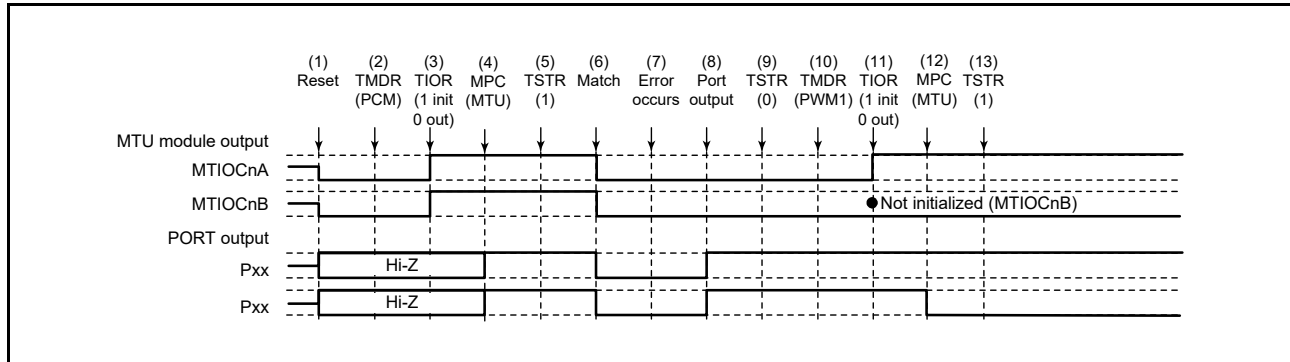 (1) (2) (3) (4) (5) (6) (7) (8) (9) (10) (11) (12) (13)
Reset TMDR TIOR MPC TSTR Match Error Port TSTR TMDR TIOR MPC TSTR
(PCM) (1 init (MTU) (1) occurs output (0) (PWM1) (1 init (MTU) (1)
0 out) 0 out)
MTU module output
MTIOCnA
MTIOCnB
Not initialized (MTIOCnB)
PORT output
Pxx Hi-Z
Pxx Hi-Z